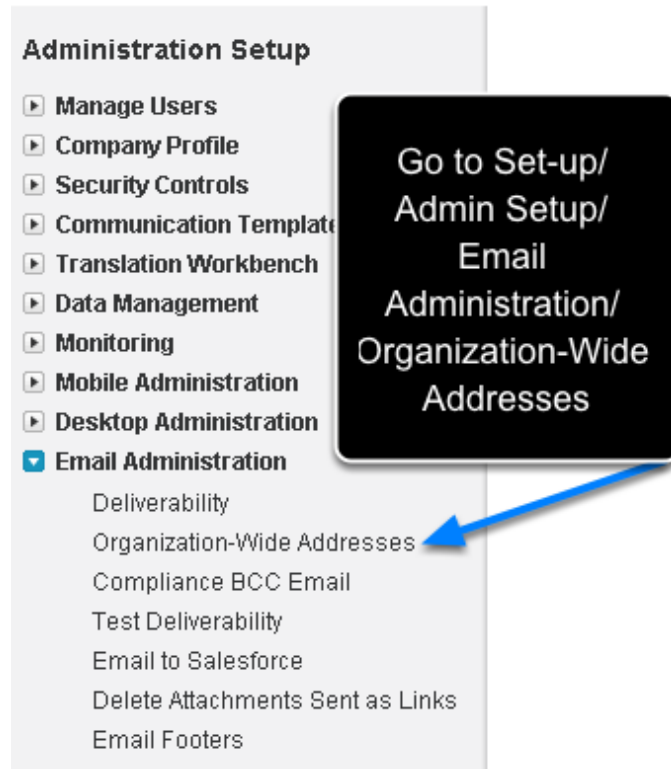 Administration Setup
Manage Users
Company Profile
Security Controls
Communication Template
Translation Workbench
Data Management
Monitoring
Mobile Administration
Desktop Administration
Email Administration
Deliverability
Organization-Wide Addresses
Compliance BCC Email
Test Deliverability
Email to Salesforce
Delete Attachments Sent as Links
Email Footers
Go to Set-up/
Admin Setup/
Email
Administration/
Organization-Wide
Addresses